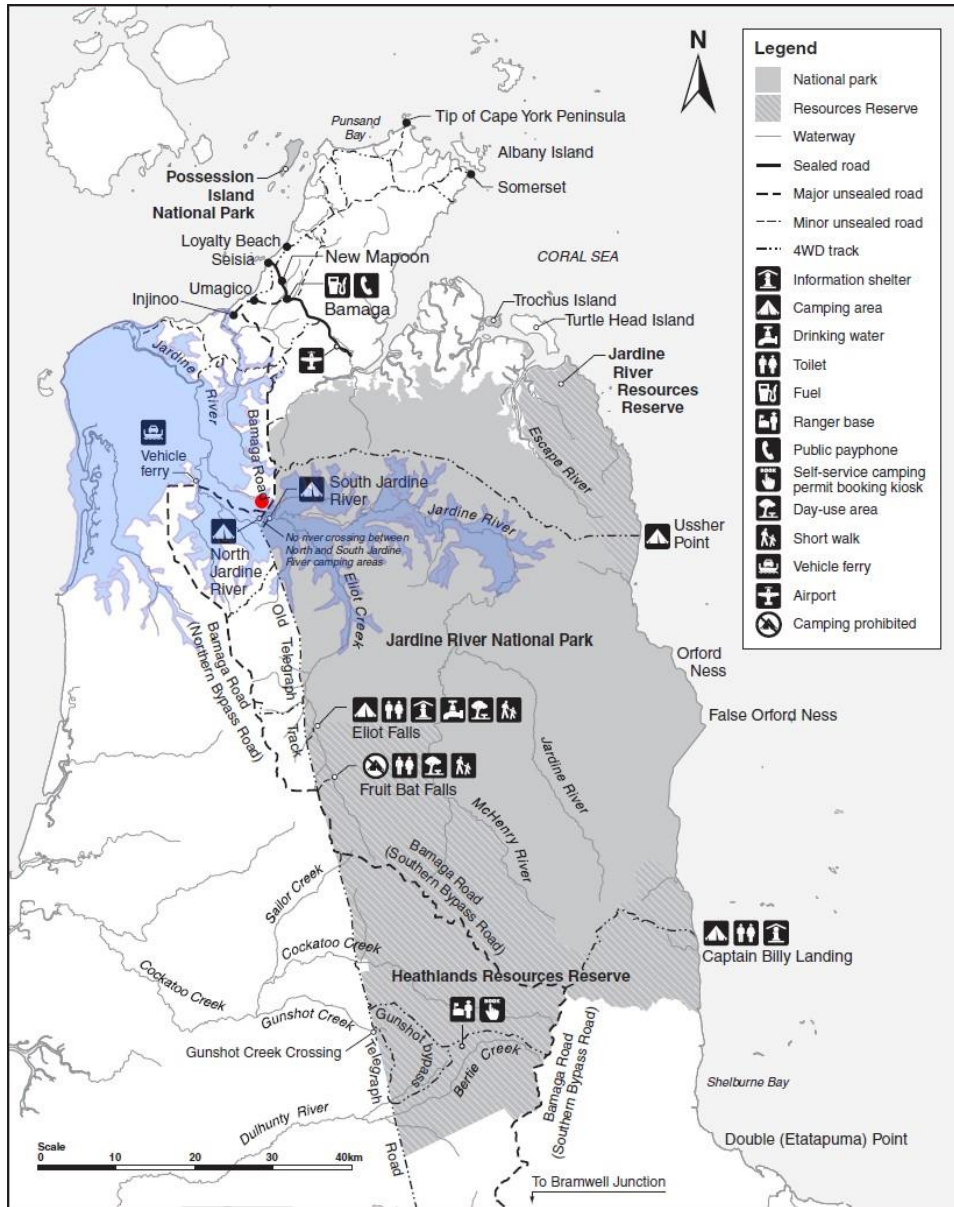 N
Legend
National park
Resources Reserve
Waterway
Sealed road
Major unsealed road
Minor unsealed road
4WD track
Information shelter
Camping area
Drinking water
Toilet
Fuel
Ranger base
Public payphone
BOOK
Self-service camping
permit booking kiosk
Day-use area
Short walk
Vehicle ferry
Airport
Camping prohibited
Punsand
Bay
Tip of Cape York Peninsula
Albany Island
Somerset
Possession
Island
National Park
Loyalty Beach
Seisia
New Mapoon
Umagico
Injinoo
Bamaga
CORAL SEA
Trochus Island
Turtle Head Island
Jardine
River
Resources
Reserve
Jardine
River
Bamaga Road
Escape River
Vehicle
ferry
South Jardine
River
Jardine River
Ussher
Point
No river crossing between
North and South Jardine
River camping areas
North
Jardine
River
Eliot Creek
Old Telegraph Track
Bamaga Road
(Northern Bypass Road)
Jardine River National Park
Orford
Ness
False Orford Ness
Eliot Falls
Fruit Bat Falls
Jardine River
McHenry River
Bamaga Road
(Southern Bypass Road)
Sailor Creek
Cockatoo Creek
Captain Billy Landing
Heathlands Resources Reserve
Cockatoo Creek
BOOK
Gunshot Creek
Gunshot bypass
Gunshot Creek Crossing
Bertie Creek
Telegraph Road
Bamaga Road
(Southern Bypass Road)
Shelburne Bay
Dulhunty River
Double (Etatapuma) Point
Scale
0 10 20 30 40km
To Bramwell Junction